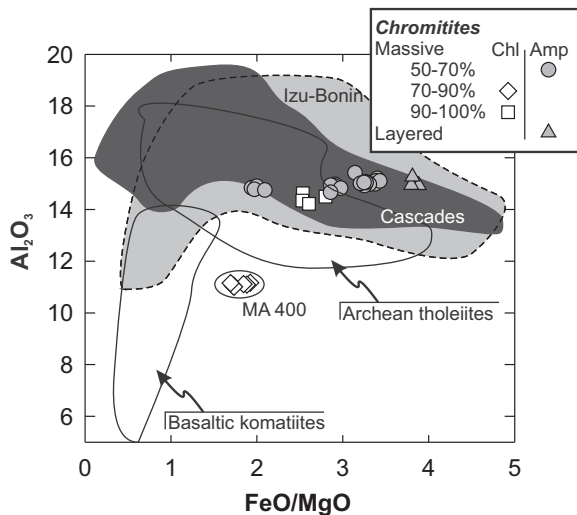 Chromitites
Massive Chl Amp
50-70%
70-90%
90-100%
Layered
20
18
16
14
12
10
8
6
Al₂O₃
Izu-Bonin
Cascades
MA 400
Archean tholeiites
Basaltic komatiites
0 1 2 3 4 5
FeO/MgO